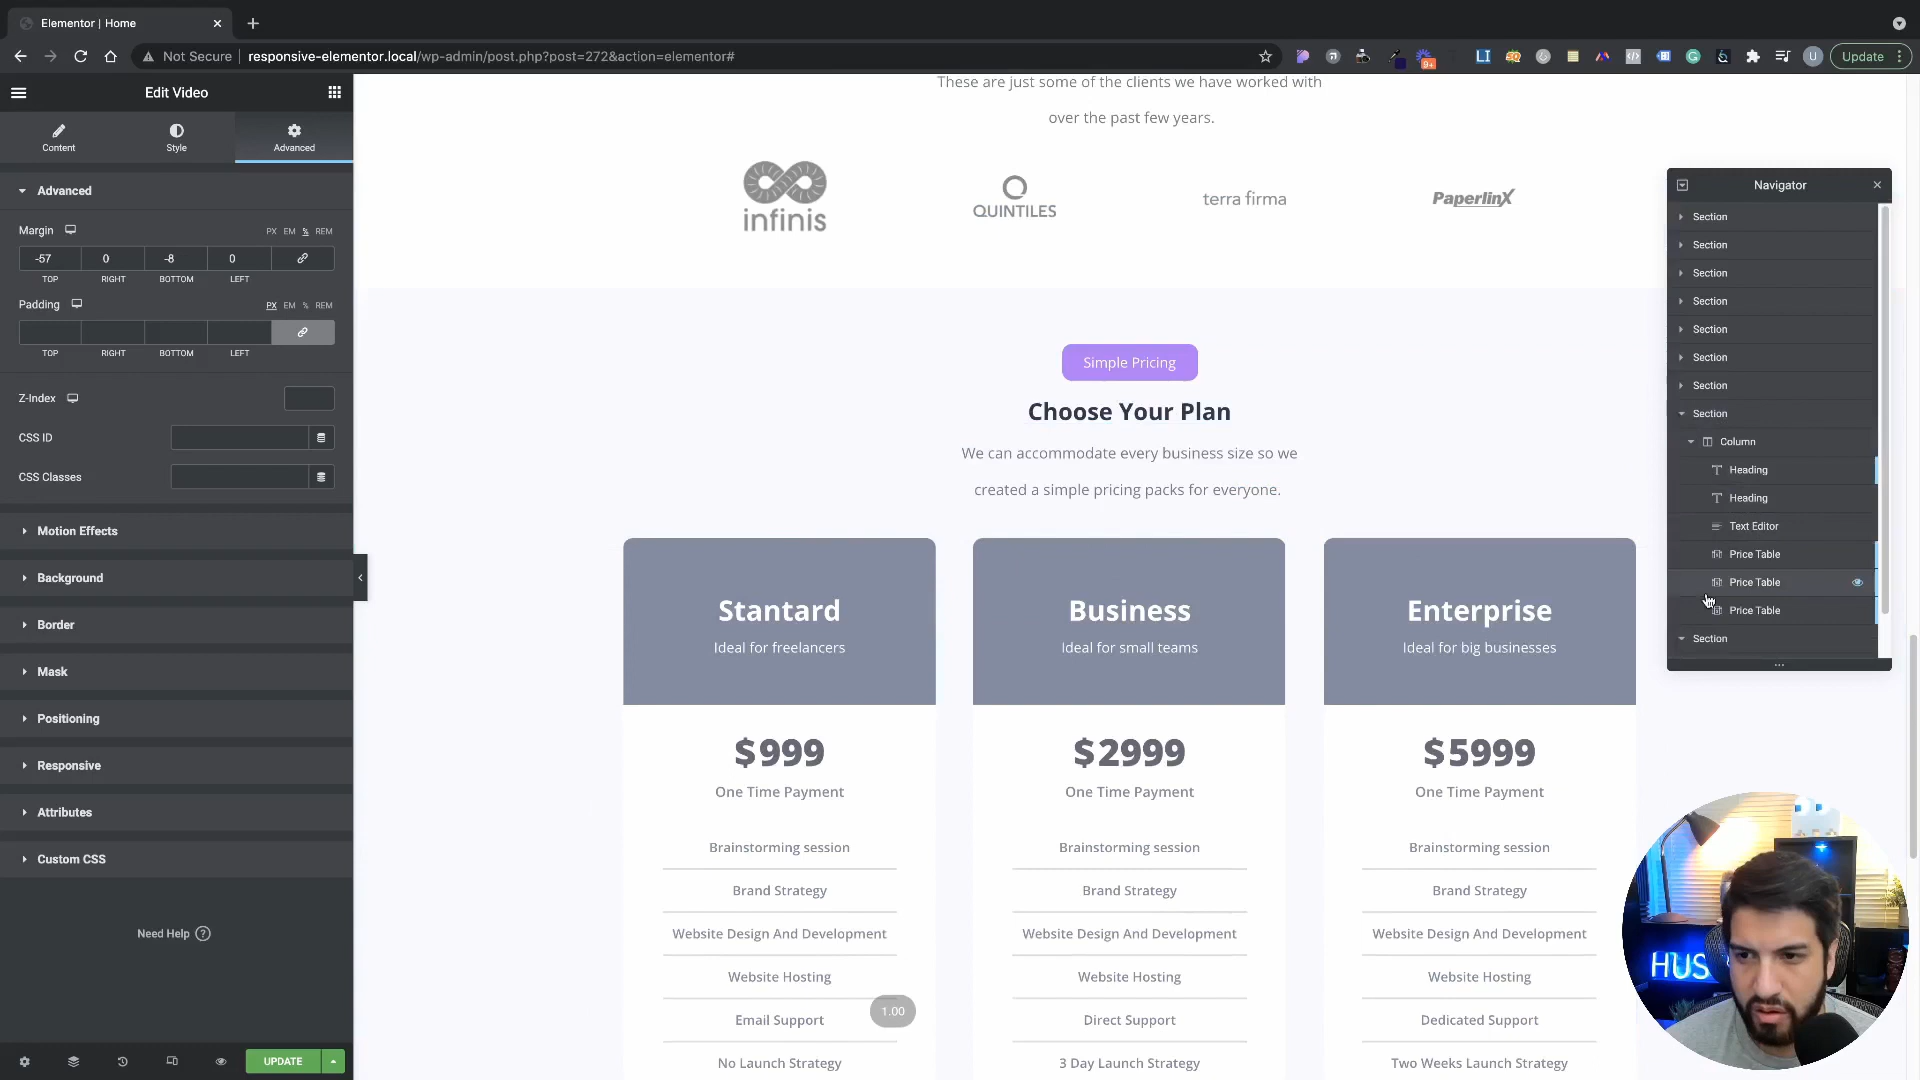 Elementor | Home
Not Secure
responsive-elementor.local/wp-admin/post.php?post=272&action=elementor#
9+
LI
U
Update
Edit Video
Content
Style
Advanced
Advanced
Margin
PX EM % REM
-57 0 -8 0
TOP RIGHT BOTTOM LEFT
Padding
PX EM % REM
TOP RIGHT BOTTOM LEFT
Z-Index
CSS ID
CSS Classes
Motion Effects
Background
Border
Mask
Positioning
Responsive
Attributes
Custom CSS
Need Help ?
UPDATE
These are just some of the clients we have worked with
over the past few years.
infinis
QUINTILES
terra firma
PaperlinX
Simple Pricing
Choose Your Plan
We can accommodate every business size so we
created a simple pricing packs for everyone.
Stantard
Ideal for freelancers
$999
One Time Payment
Brainstorming session
Brand Strategy
Website Design And Development
Website Hosting
Email Support
No Launch Strategy
1.00
Business
Ideal for small teams
$2999
One Time Payment
Brainstorming session
Brand Strategy
Website Design And Development
Website Hosting
Direct Support
3 Day Launch Strategy
Enterprise
Ideal for big businesses
$5999
One Time Payment
Brainstorming session
Brand Strategy
Website Design And Development
Website Hosting
Dedicated Support
Two Weeks Launch Strategy
Navigator
Section
Section
Section
Section
Section
Section
Section
Section
Column
Heading
Heading
Text Editor
Price Table
Price Table
Price Table
Section
HUS